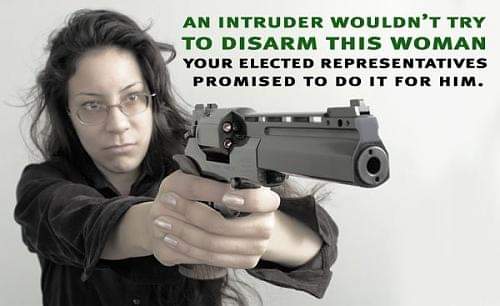 AN INTRUDER WOULDN'T TRY
TO DISARM THIS WOMAN
YOUR ELECTED REPRESENTATIVES
PROMISED TO DO IT FOR HIM.